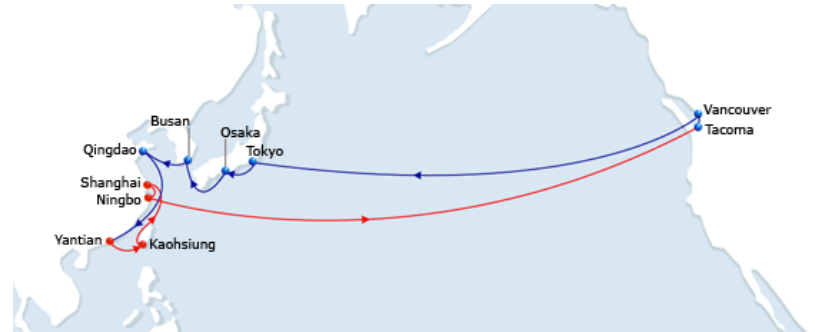 Vancouver
Busan
Tacoma
Osaka
Qingdao
Tokyo
Shanghai
Ningbo
Yantian
Kaohsiung